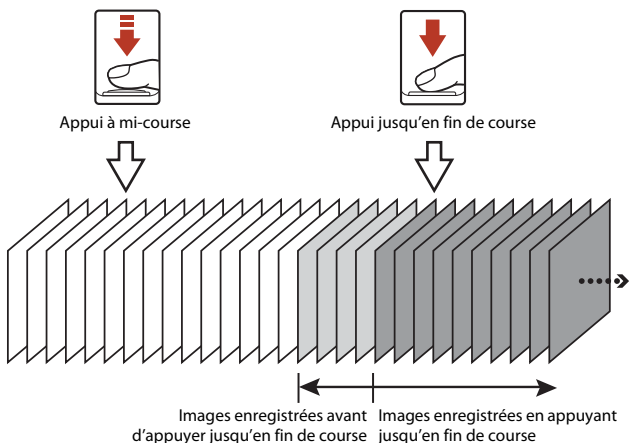 Appui à mi-course
Appui jusqu’en fin de course
Images enregistrées avant
d’appuyer jusqu’en fin de course
Images enregistrées en appuyant
jusqu’en fin de course